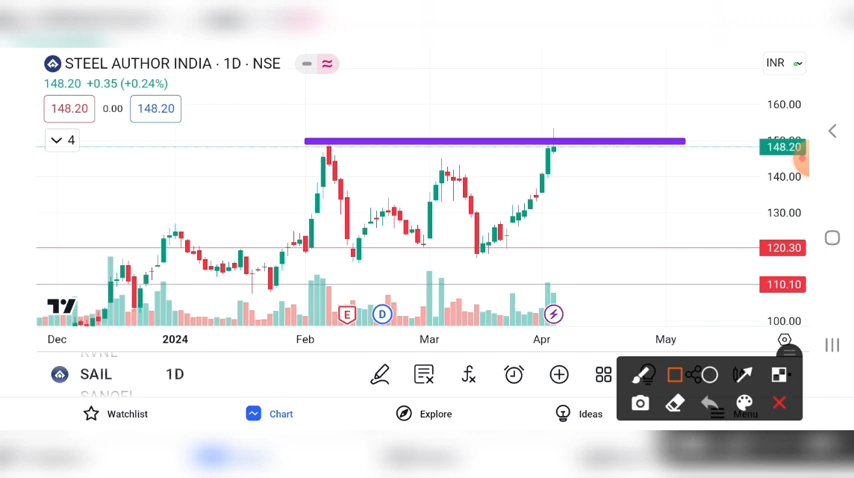 STEEL AUTHOR INDIA · 1D · NSE
INR
148.20 +0.35 (+0.24%)
148.20 0.00 148.20
4
160.00
148.20
140.00
130.00
120.30
110.10
100.00
E D
Dec 2024 Feb Mar Apr May
SAIL 1D
Watchlist Chart Explore Ideas Menu